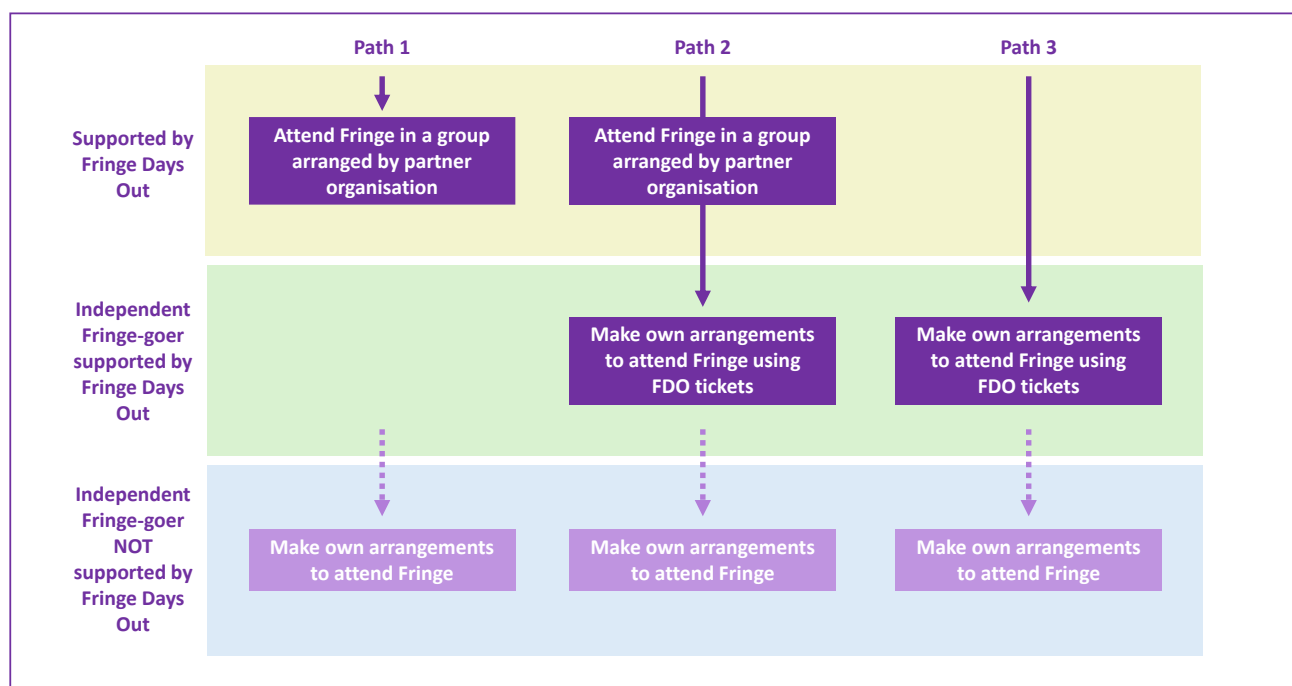 Path 1
Path 2
Path 3
Supported by
Fringe Days
Out
Attend Fringe in a group
arranged by partner
organisation
Attend Fringe in a group
arranged by partner
organisation
Independent
Fringe-goer
supported by
Fringe Days
Out
Make own arrangements
to attend Fringe using
FDO tickets
Make own arrangements
to attend Fringe using
FDO tickets
Independent
Fringe-goer
NOT
supported by
Fringe Days
Out
Make own arrangements
to attend Fringe
Make own arrangements
to attend Fringe
Make own arrangements
to attend Fringe